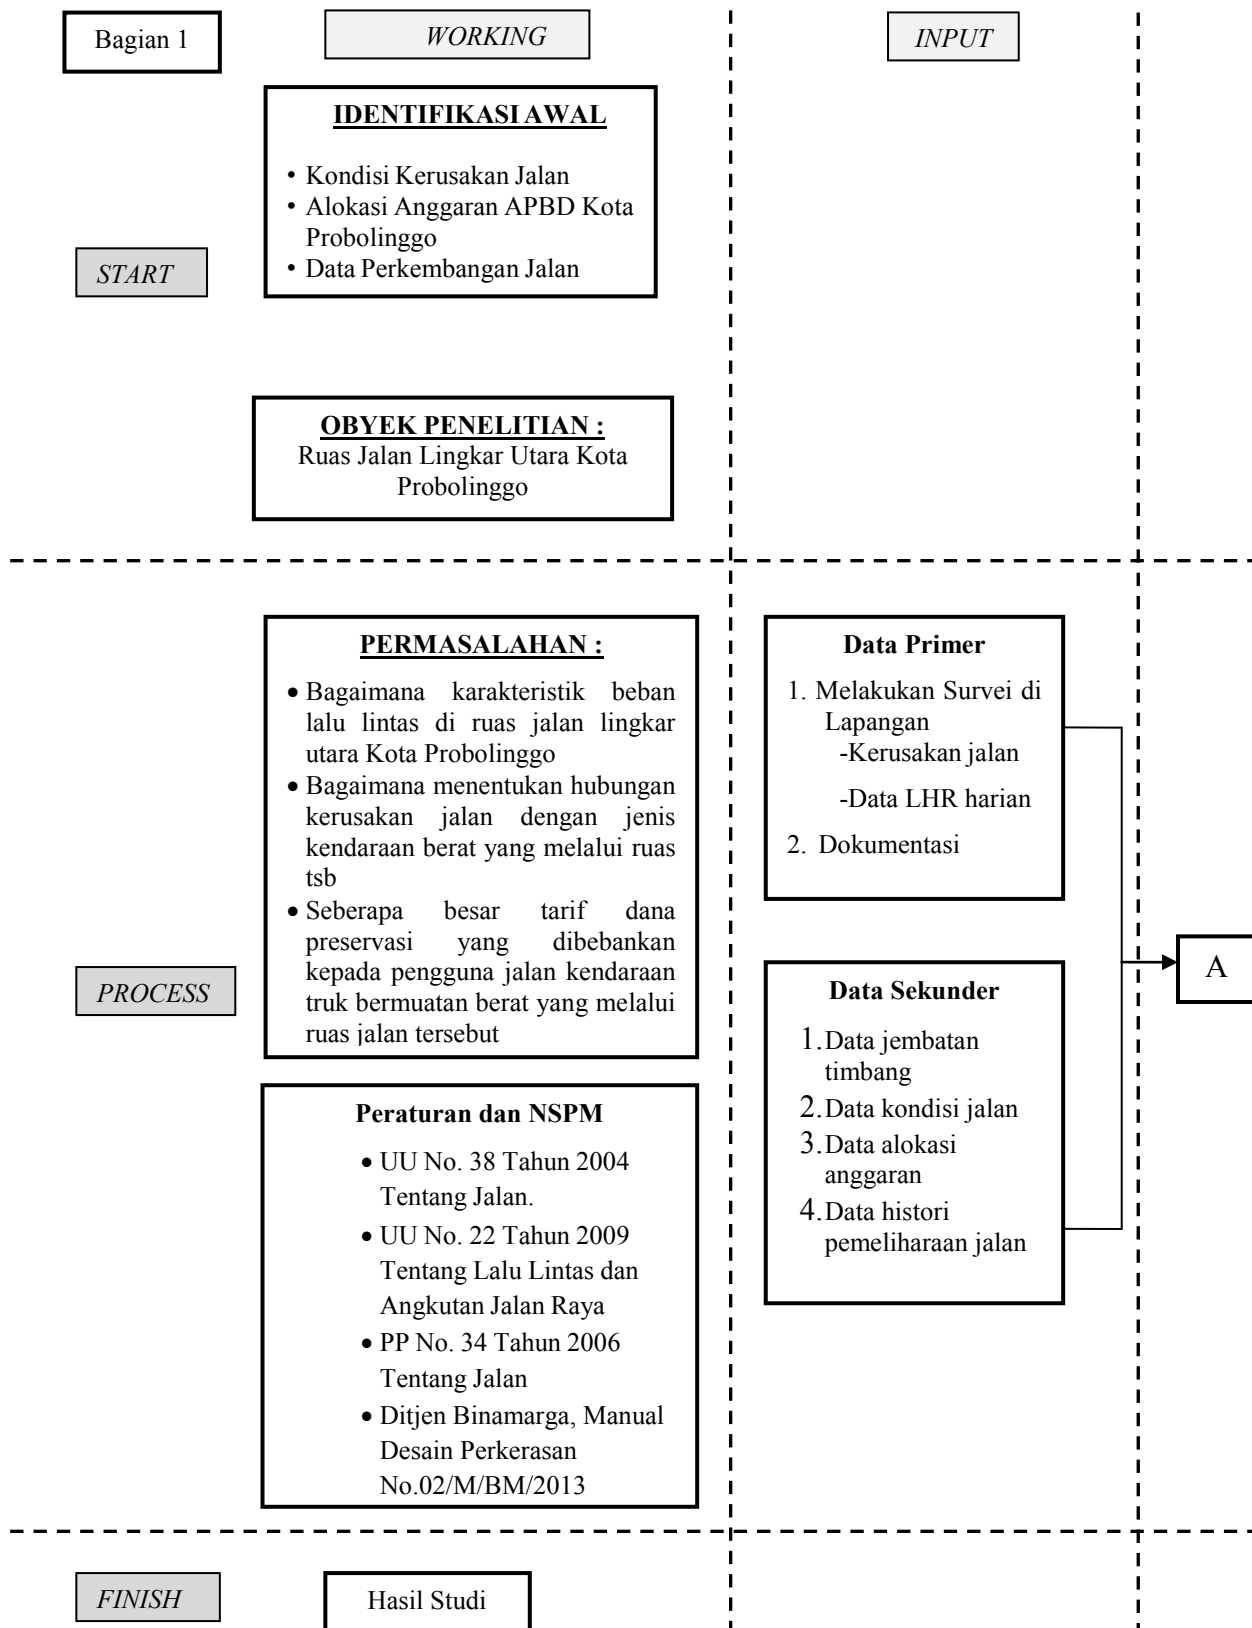 Bagian 1
WORKING
INPUT
IDENTIFIKASI AWAL
• Kondisi Kerusakan Jalan
• Alokasi Anggaran APBD Kota
Probolinggo
• Data Perkembangan Jalan
START
OBYEK PENELITIAN :
Ruas Jalan Lingkar Utara Kota
Probolinggo
PERMASALAHAN :
• Bagaimana karakteristik beban
lalu lintas di ruas jalan lingkar
utara Kota Probolinggo
• Bagaimana menentukan hubungan
kerusakan jalan dengan jenis
kendaraan berat yang melalui ruas
tsb
• Seberapa besar tarif dana
preservasi yang dibebankan
kepada pengguna jalan kendaraan
truk bermuatan berat yang melalui
ruas jalan tersebut
PROCESS
Peraturan dan NSPM
• UU No. 38 Tahun 2004
Tentang Jalan.
• UU No. 22 Tahun 2009
Tentang Lalu Lintas dan
Angkutan Jalan Raya
• PP No. 34 Tahun 2006
Tentang Jalan
• Ditjen Binamarga, Manual
Desain Perkerasan
No.02/M/BM/2013
Data Primer
1. Melakukan Survei di
Lapangan
-Kerusakan jalan
-Data LHR harian
2. Dokumentasi
Data Sekunder
1.Data jembatan
timbang
2.Data kondisi jalan
3.Data alokasi
anggaran
4.Data histori
pemeliharaan jalan
A
FINISH
Hasil Studi